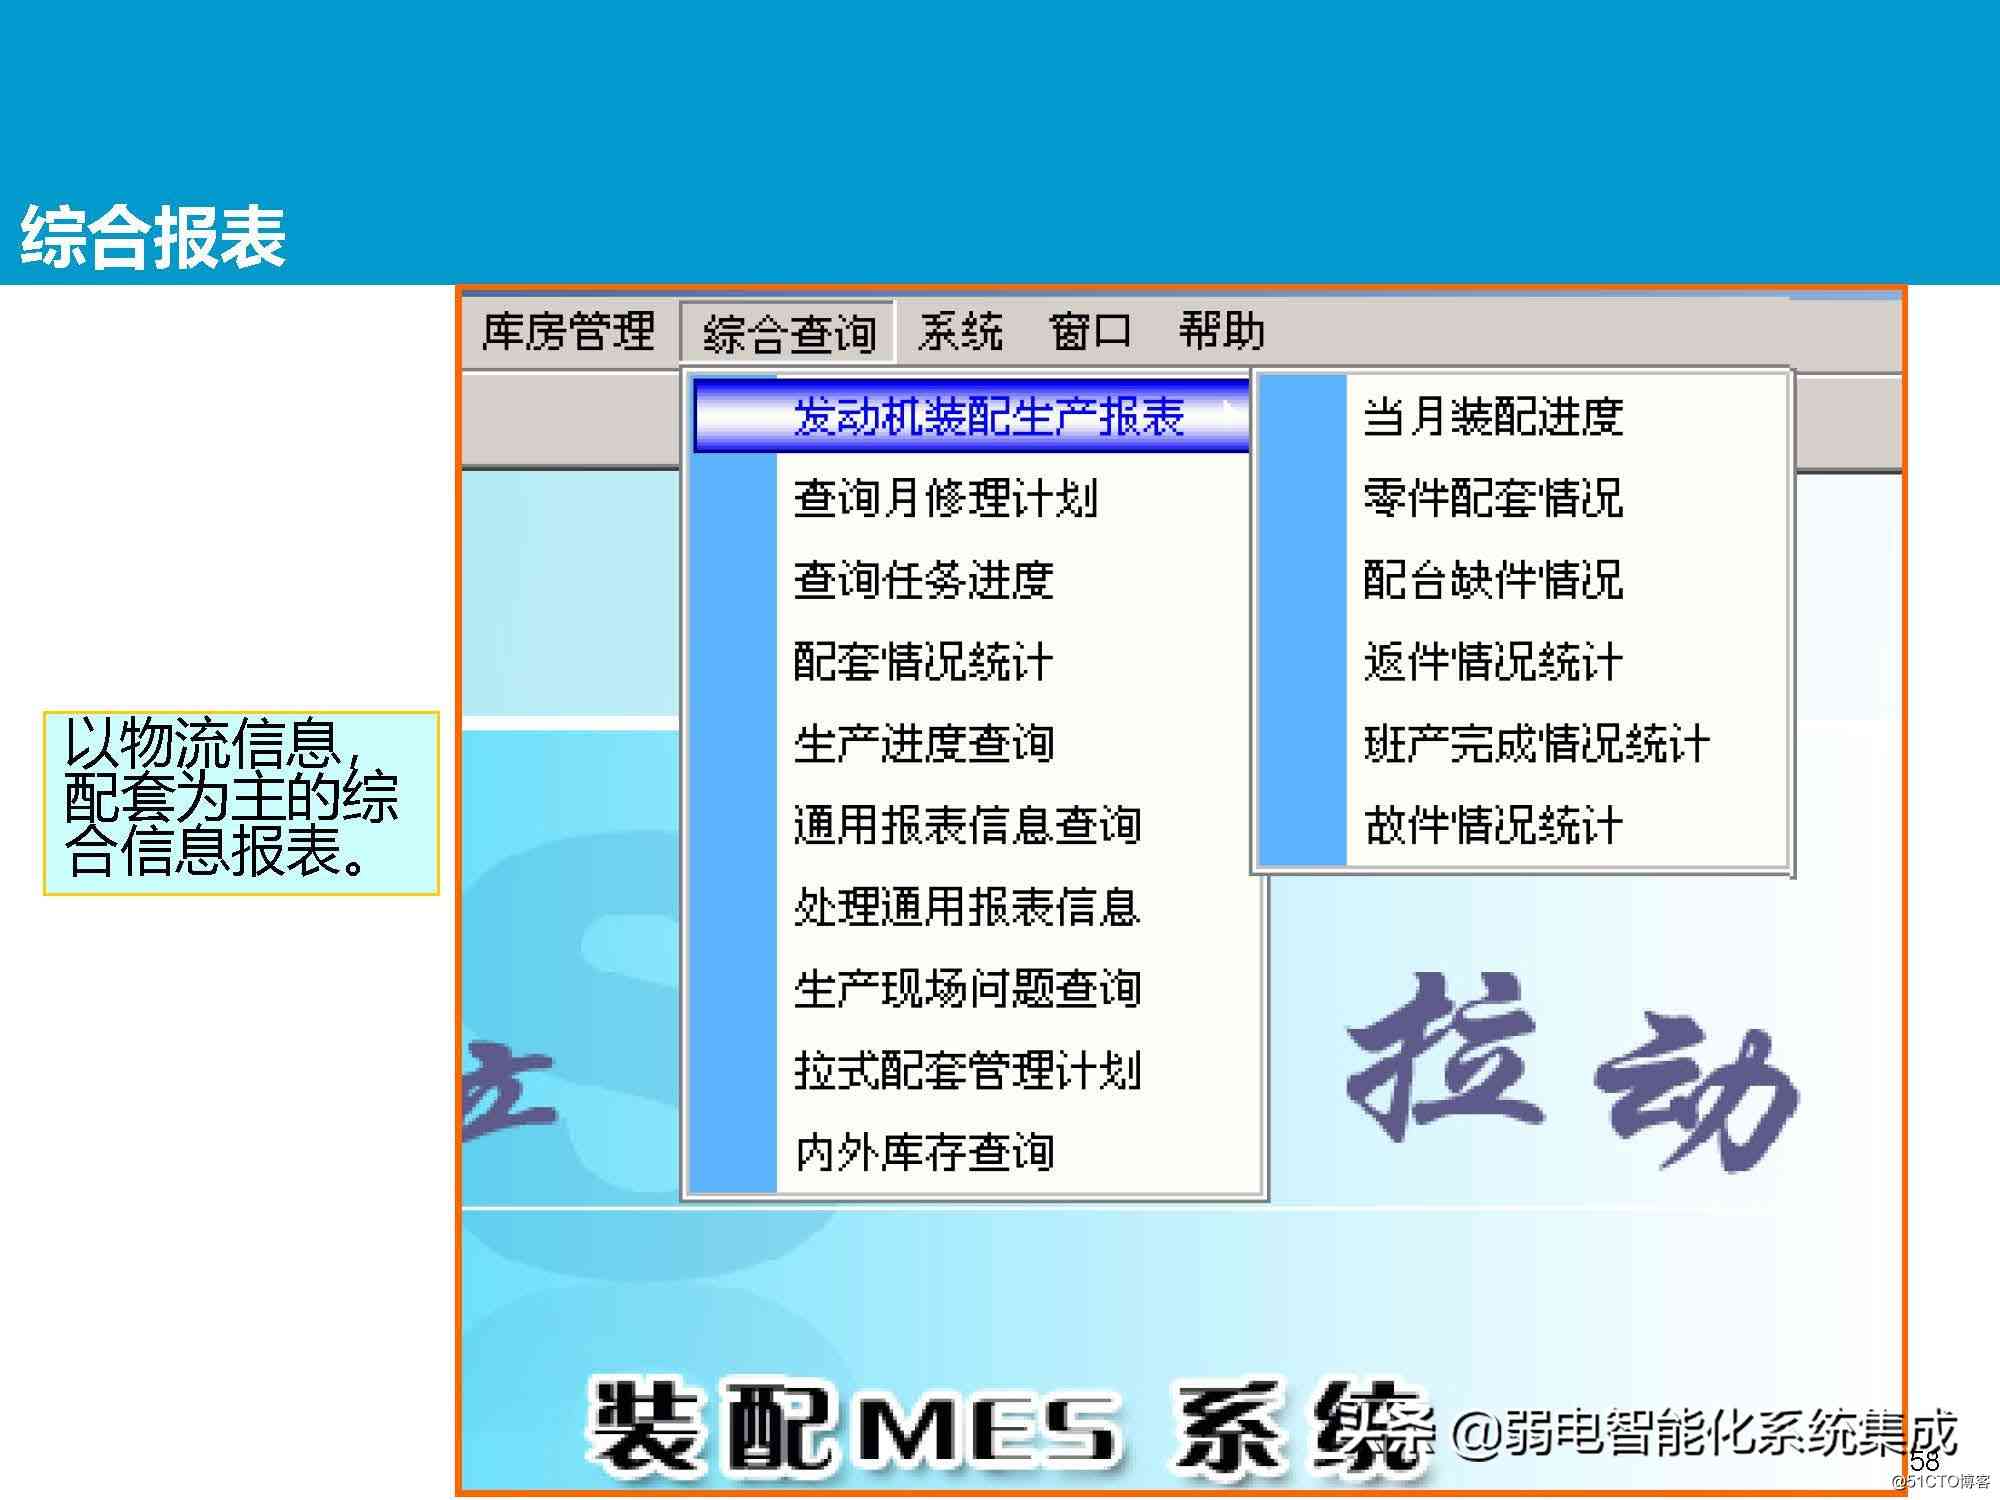 综合报表
库房管理 综合查询 系统 窗口 帮助
发动机装配生产报表
查询月修理计划
查询任务进度
配套情况统计
生产进度查询
通用报表信息查询
处理通用报表信息
生产现场问题查询
拉式配套管理计划
内外库存查询
当月装配进度
零件配套情况
配台缺件情况
返件情况统计
班产完成情况统计
故件情况统计
以物流信息，
配套为主的综
合信息报表。
拉动
装配MES 系统
头条 @弱电智能化系统集成
58
@51CTO博客